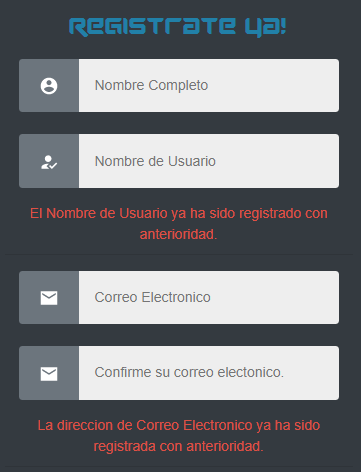 Registrate ya!
Nombre Completo
Nombre de Usuario
El Nombre de Usuario ya ha sido registrado con
anterioridad.
Correo Electronico
Confirme su correo electonico.
La direccion de Correo Electronico ya ha sido
registrada con anterioridad.